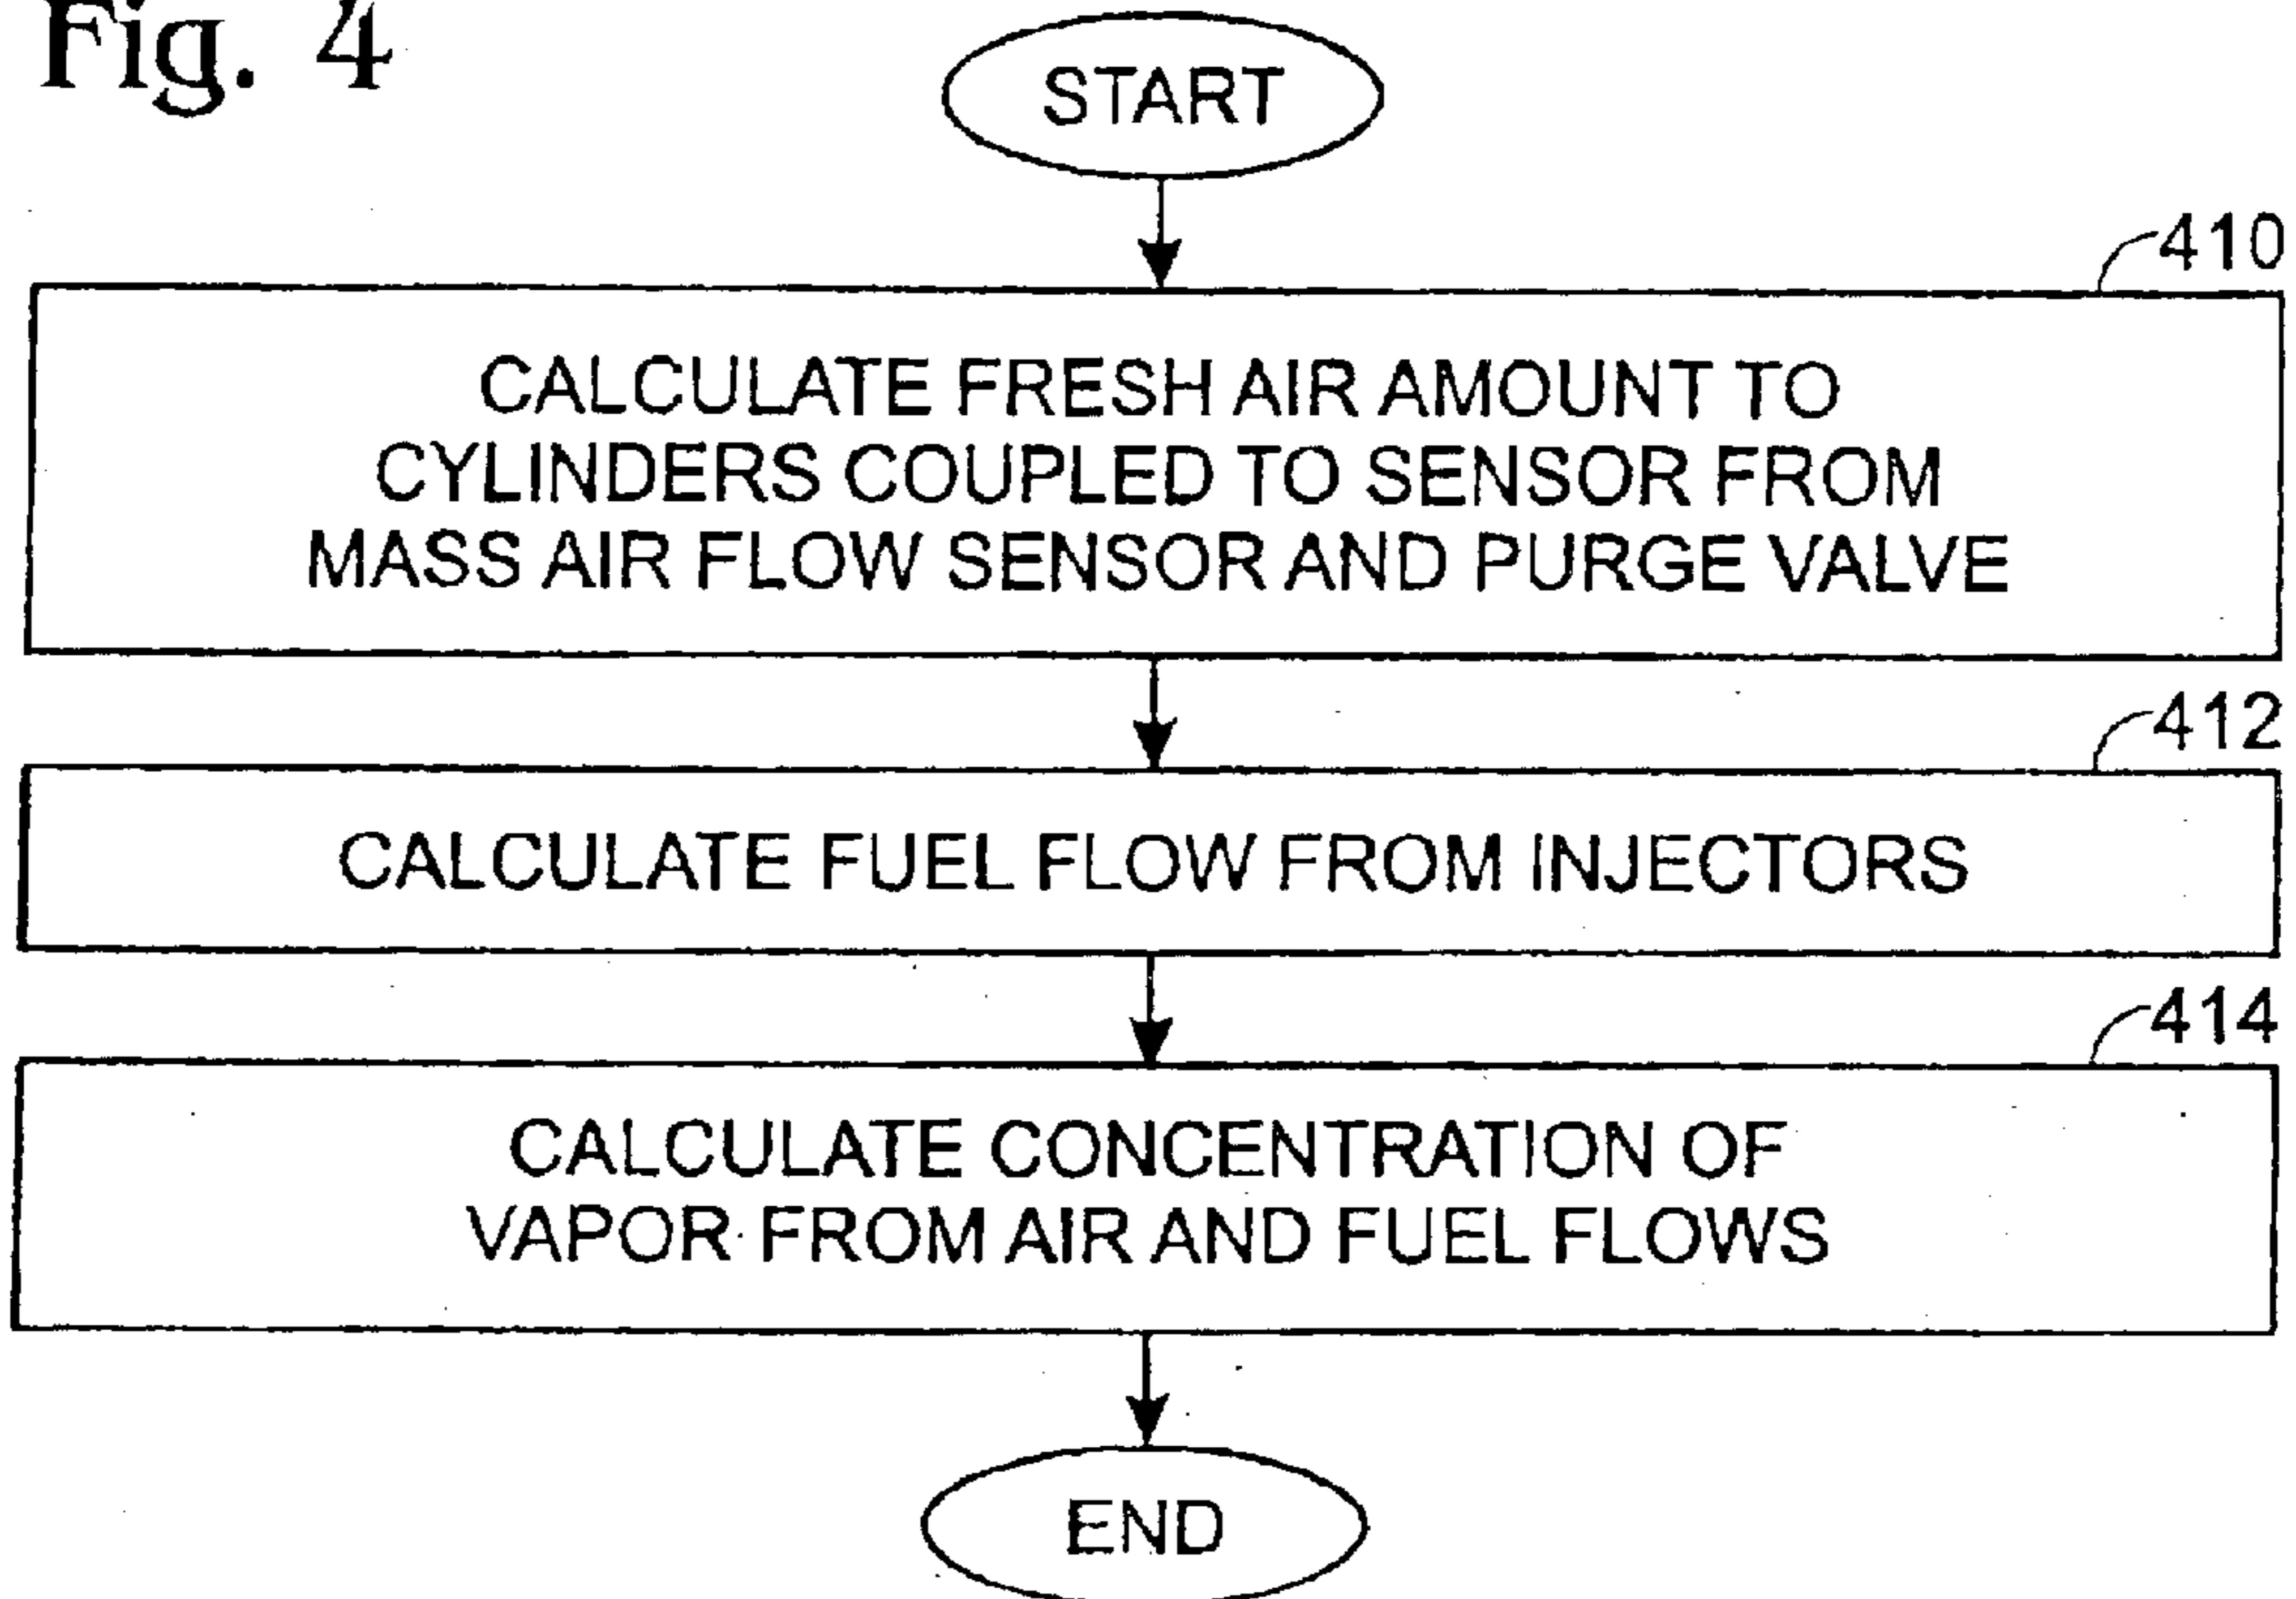 Fig. 4
START
410
CALCULATE FRESH AIR AMOUNT TO
CYLINDERS COUPLED TO SENSOR FROM
MASS AIR FLOW SENSOR AND PURGE VALVE
412
CALCULATE FUEL FLOW FROM INJECTORS
414
CALCULATE CONCENTRATION OF
VAPOR FROM AIR AND FUEL FLOWS
END